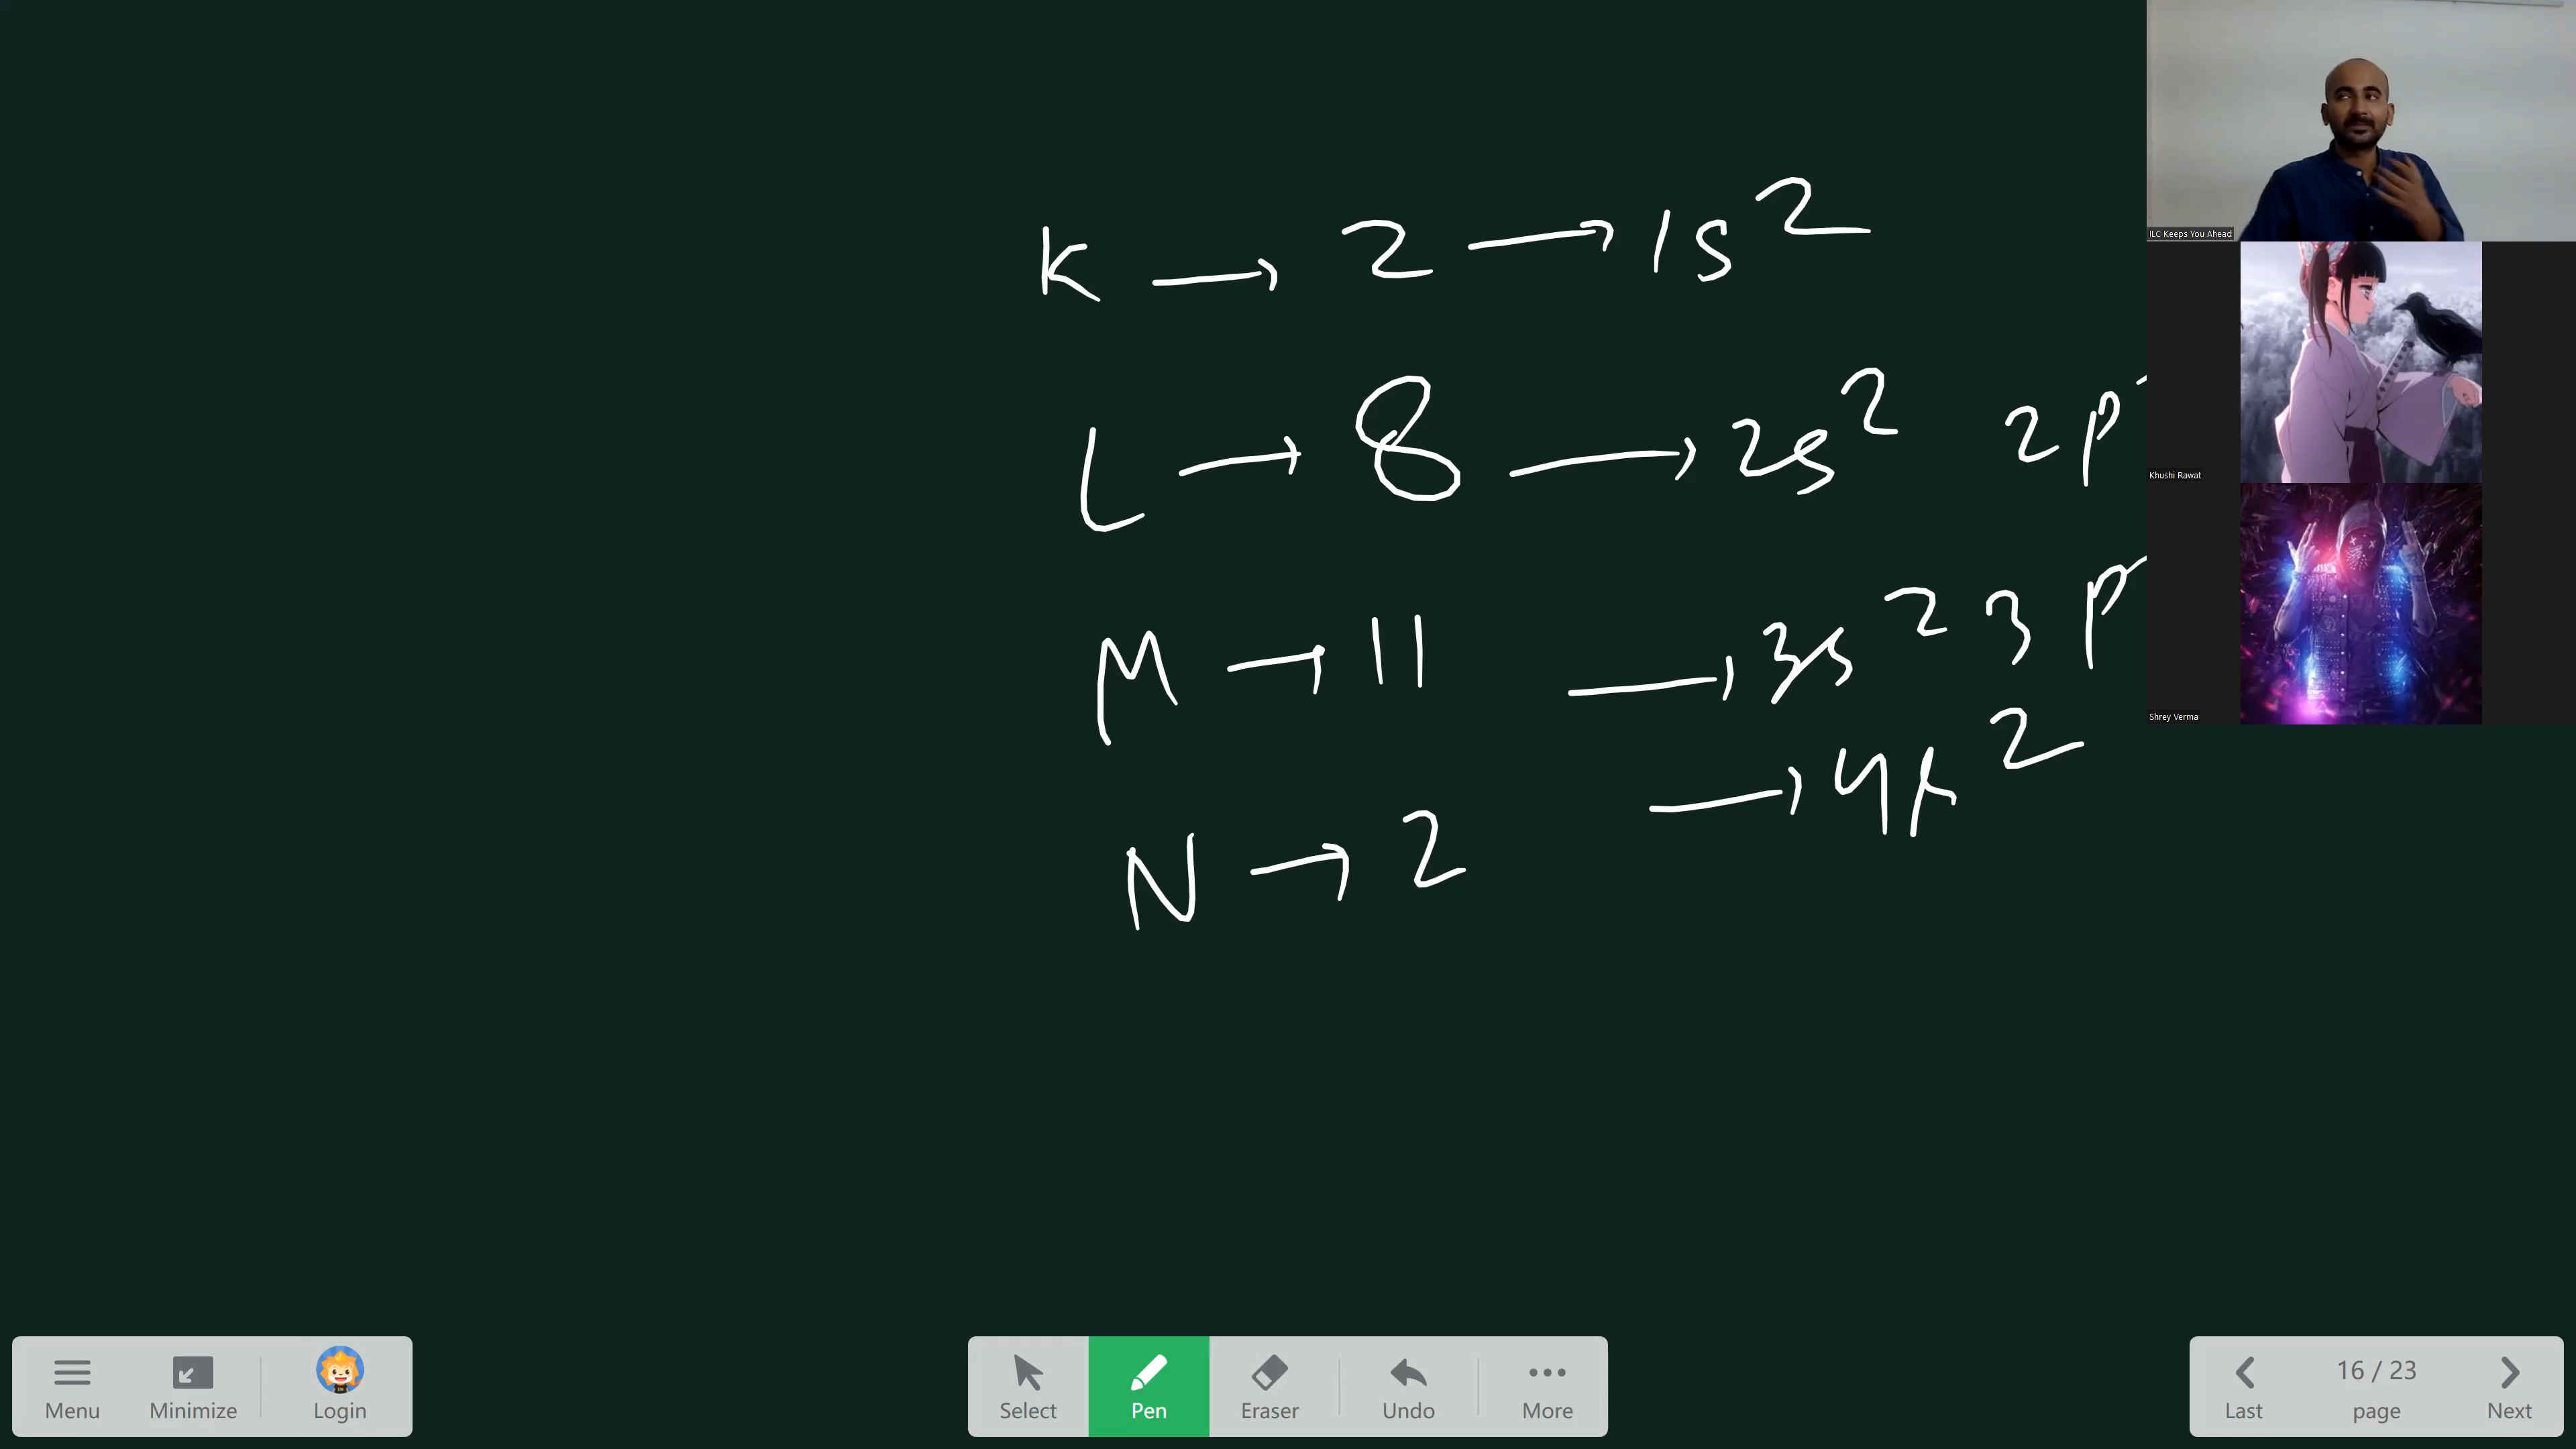 K → 2 → 1s²
L → 8 → 2s² 2p
M → 11 → 3s² 3p
→ 4s²
N → 2
ILC Keeps You Ahead
Khushi Rawat
Shrey Verma
Menu Minimize Login
Select Pen Eraser Undo More
16 / 23
Last page Next